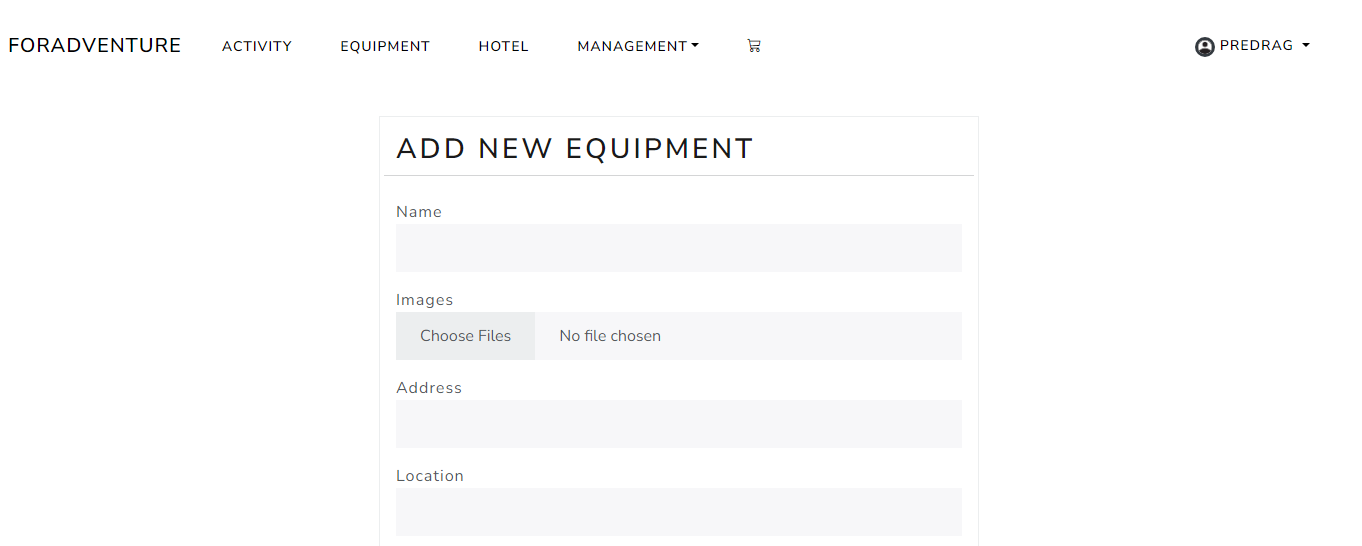 FORADVENTURE ACTIVITY EQUIPMENT HOTEL MANAGEMENT PREDRAG
ADD NEW EQUIPMENT
Name
Images
Choose Files No file chosen
Address
Location